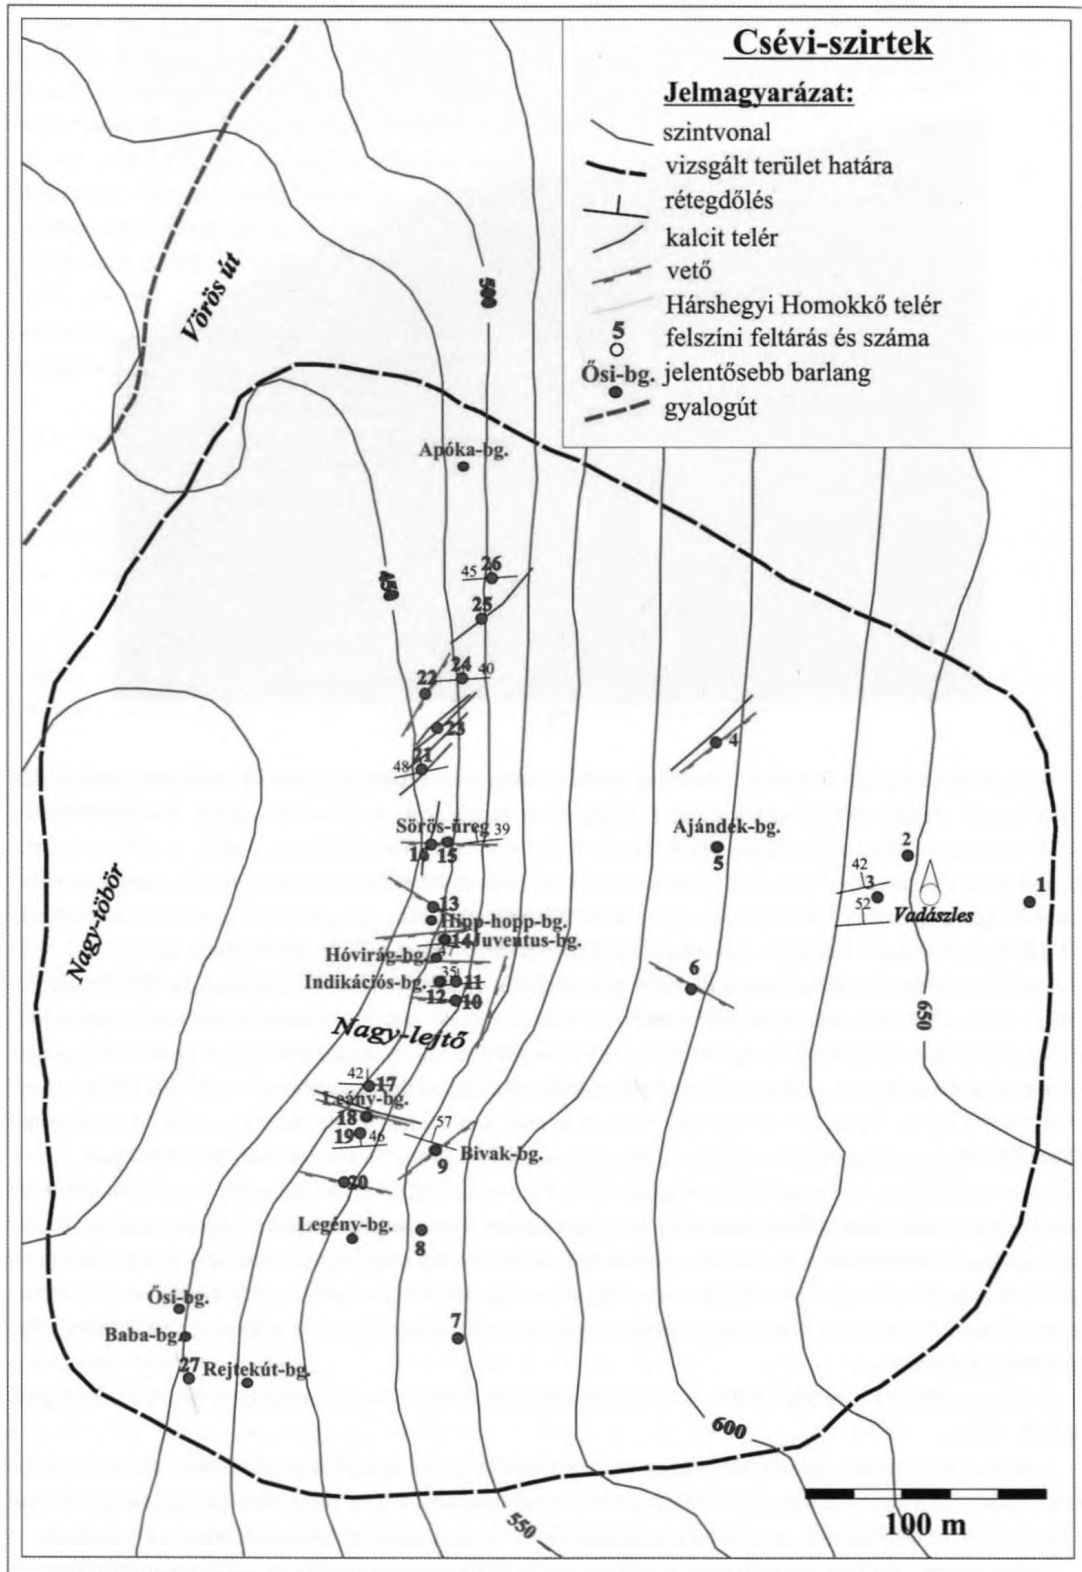 Csévi-szirtek
Jelmagyarázat:
szintvonal
vizsgált terület határa
rétegdőlés
kalcit telér
vető
Hárshegyi Homokkő telér
5
felszíni feltárás és száma
Ősi-bg. jelentősebb barlang
gyalogút
Vörös út
500
Apóka-bg.
450
45 26
25
24
22 40
23
21
48
4
Sörös-üreg 39
16 15
Ajándék-bg.
5
2
42
3
52
Vadászles
1
13
Hipp-hopp-bg.
14 Juventus-bg.
Hóvirág-bg.
Indikációs-bg. 35 11
12 10
6
Nagy-töbör
Nagy-lejtő
650
42 17
Leány-bg.
18 57
19 46
Bivak-bg.
9
20
Legény-bg.
8
Ősi-bg.
Baba-bg.
7
27 Rejtekút-bg.
600
550
100 m